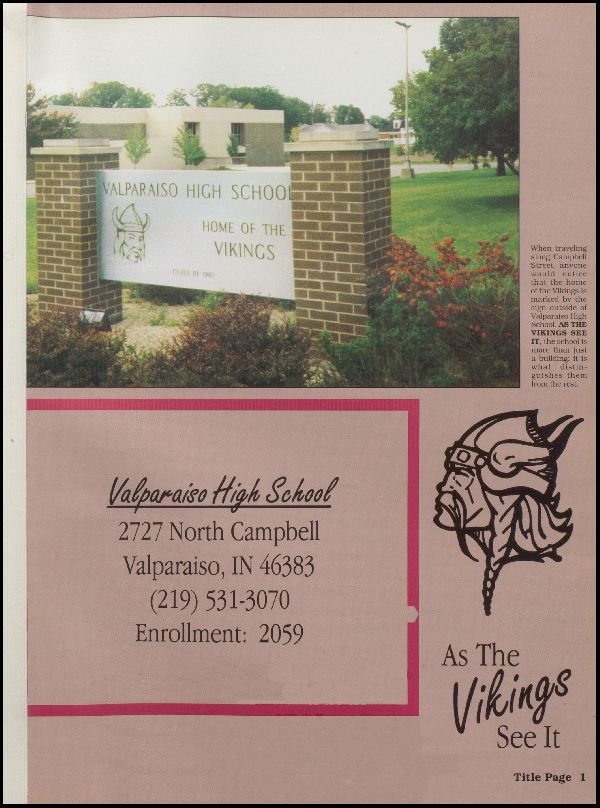 VALPARAISO HIGH SCHOOL
HOME OF THE
VIKINGS
CLASS OF 1987
When traveling
along Campbell
Street, anyone
would notice
that the home
of the Vikings is
marked by the
sign outside of
Valparaiso High
School. AS THE
VIKINGS SEE
IT, the school is
more than just
a building; it is
what distin-
guishes them
from the rest.
Valparaiso High School
2727 North Campbell
Valparaiso, IN 46383
(219) 531-3070
Enrollment: 2059
As The
Vikings
See It
Title Page 1